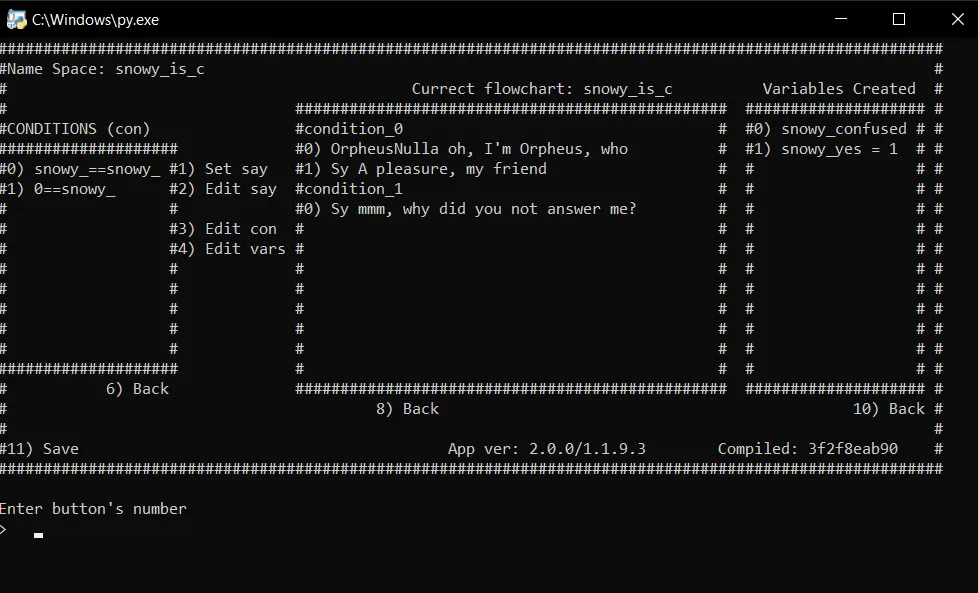 C:\Windows\py.exe
##########################################################################################################
#Name Space: snowy_is_c                                                                                  #
#                                             Currect flowchart: snowy_is_c          Variables Created  #
#                                ################################################  #################### #
#CONDITIONS (con)                #condition_0                                   #  #0) snowy_confused # #
####################             #0) OrpheusNulla oh, I'm Orpheus, who          #  #1) snowy_yes = 1  # #
#0) snowy_==snowy_ #1) Set say   #1) Sy A pleasure, my friend                   #  #                  # #
#1) 0==snowy_      #2) Edit say  #condition_1                                   #  #                  # #
#                  #             #0) Sy mmm, why did you not answer me?         #  #                  # #
#                  #3) Edit con  #                                              #  #                  # #
#                  #4) Edit vars #                                              #  #                  # #
#                  #             #                                              #  #                  # #
#                  #             #                                              #  #                  # #
#                  #             #                                              #  #                  # #
#                  #             #                                              #  #                  # #
#                  #             #                                              #  #                  # #
####################             #                                              #  #                  # #
#           6) Back              ################################################  #################### #
#                                         8) Back                                              10) Back #
#                                                                                                        #
#11) Save                                         App ver: 2.0.0/1.1.9.3        Compiled: 3f2f8eab90    #
##########################################################################################################
Enter button's number
>